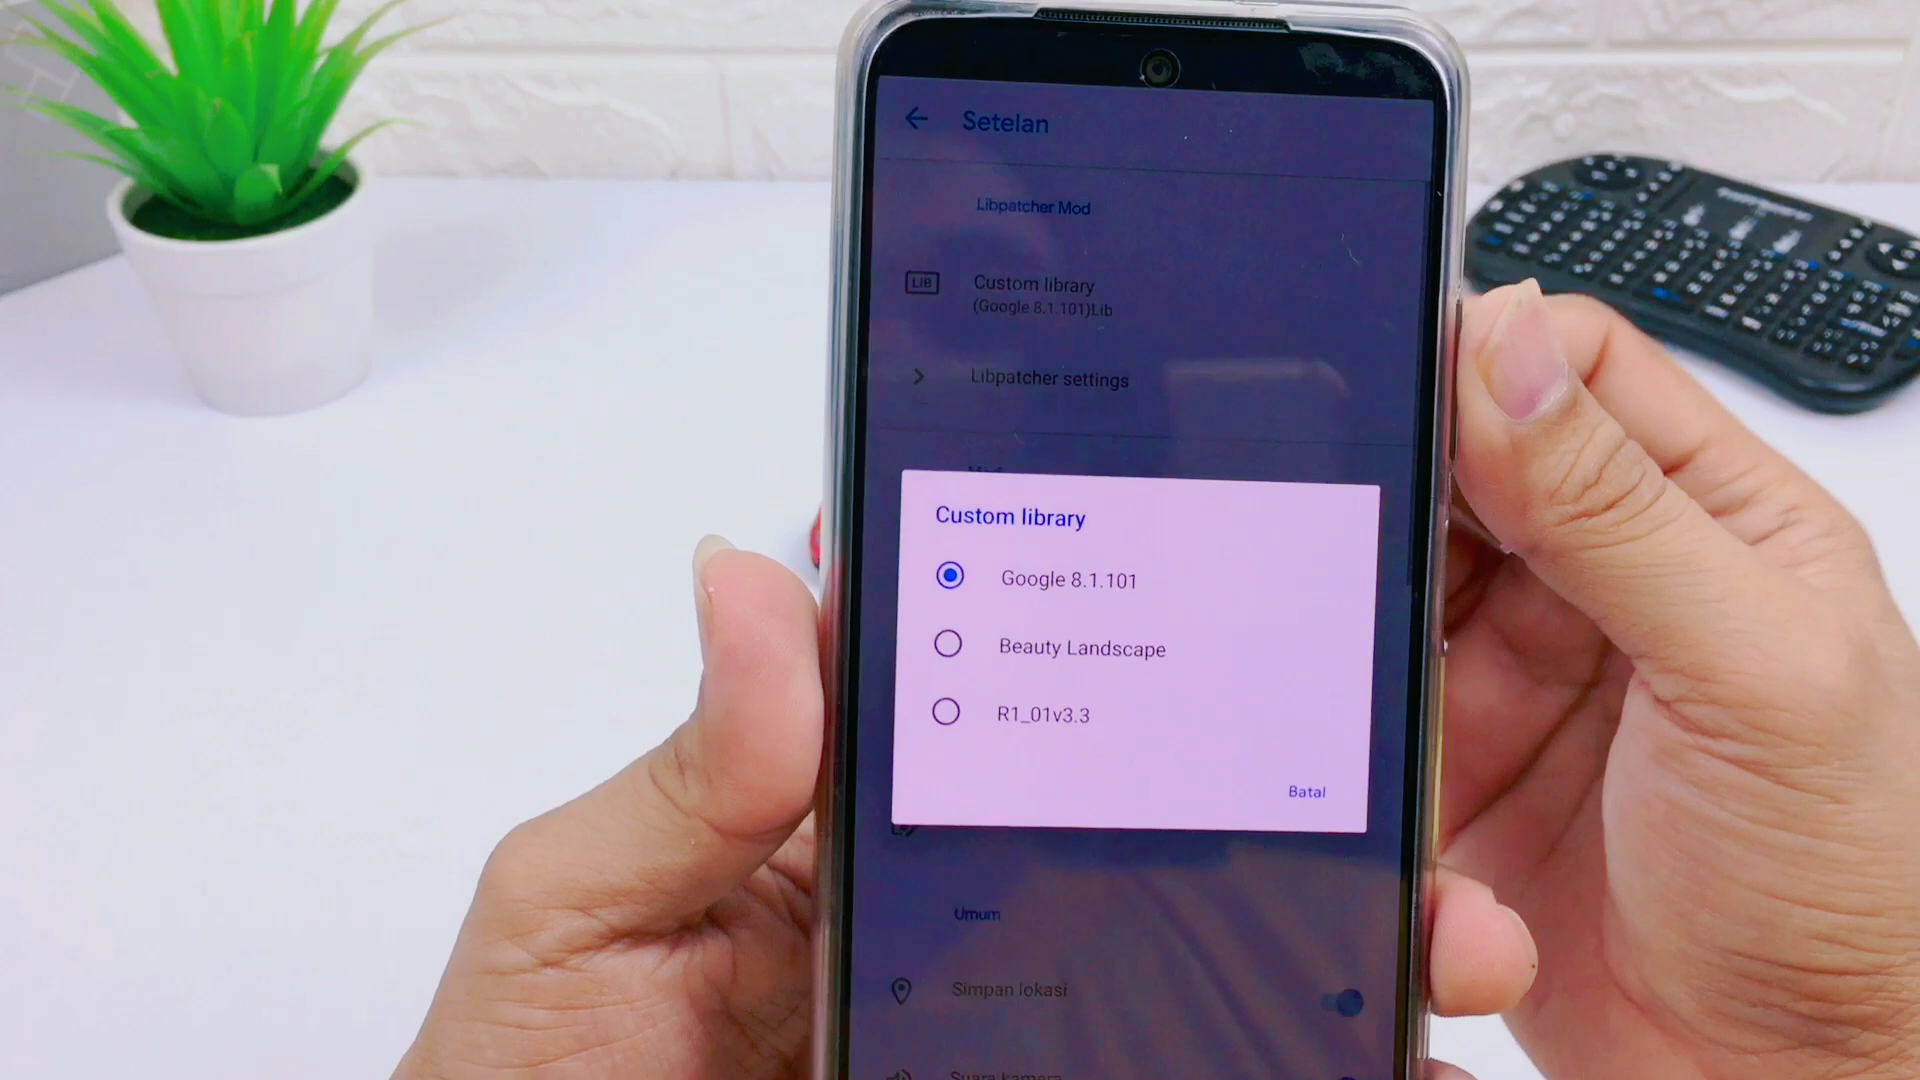 Setelan
Libpatcher Mod
LIB
Custom library
(Google 8.1.101)Lib
Libpatcher settings
Custom library
Google 8.1.101
Beauty Landscape
R1_01v3.3
Batal
Umum
Simpan lokasi
Suara kamera